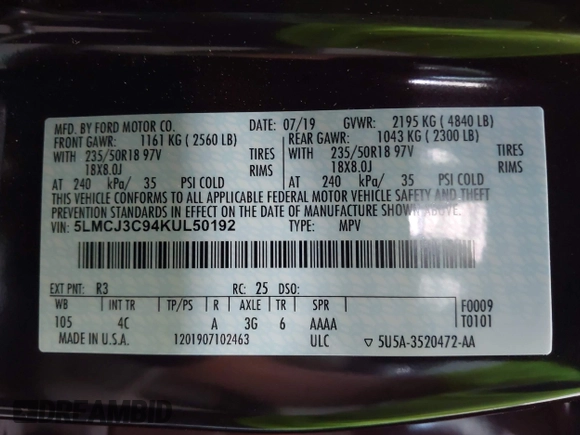 MFD. BY FORD MOTOR CO. DATE: 07/19 GVWR: 2195 KG (4840 LB)
FRONT GAWR: 1161 KG (2560 LB) REAR GAWR: 1043 KG (2300 LB)
WITH 235/50R18 97V TIRES WITH 235/50R18 97V TIRES
18X8.0J RIMS 18X8.0J RIMS
AT 240 kPa/ 35 PSI COLD AT 240 kPa/ 35 PSI COLD
THIS VEHICLE CONFORMS TO ALL APPLICABLE FEDERAL MOTOR VEHICLE SAFETY AND THEFT
PREVENTION STANDARDS IN EFFECT ON THE DATE OF MANUFACTURE SHOWN ABOVE.
VIN: 5LMCJ3C94KUL50192 TYPE: MPV
EXT PNT: R3 RC: 25 DSO:
WB INT TR TP/PS R AXLE TR SPR F0009
105 4C A 3G 6 AAAA T0101
MADE IN U.S.A. 1201907102463 ULC ▽ 5U5A-3520472-AA
DREAMBID